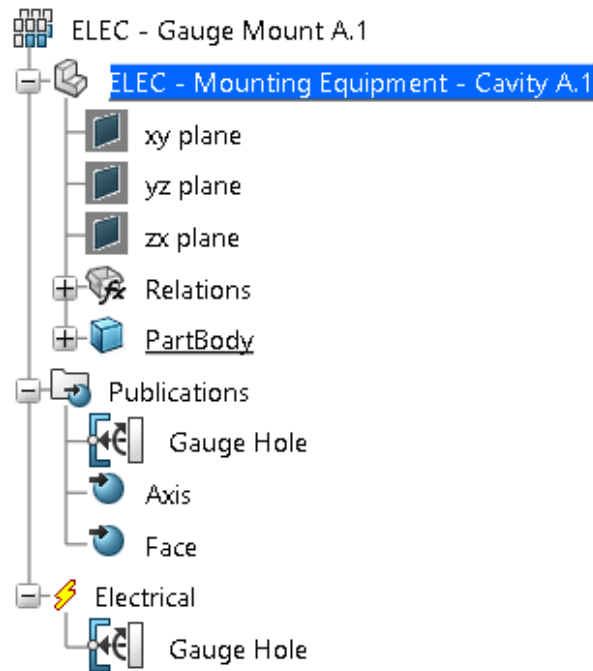 ELEC - Gauge Mount A.1
ELEC - Mounting Equipment - Cavity A.1
xy plane
yz plane
zx plane
Relations
PartBody
Publications
Gauge Hole
Axis
Face
Electrical
Gauge Hole